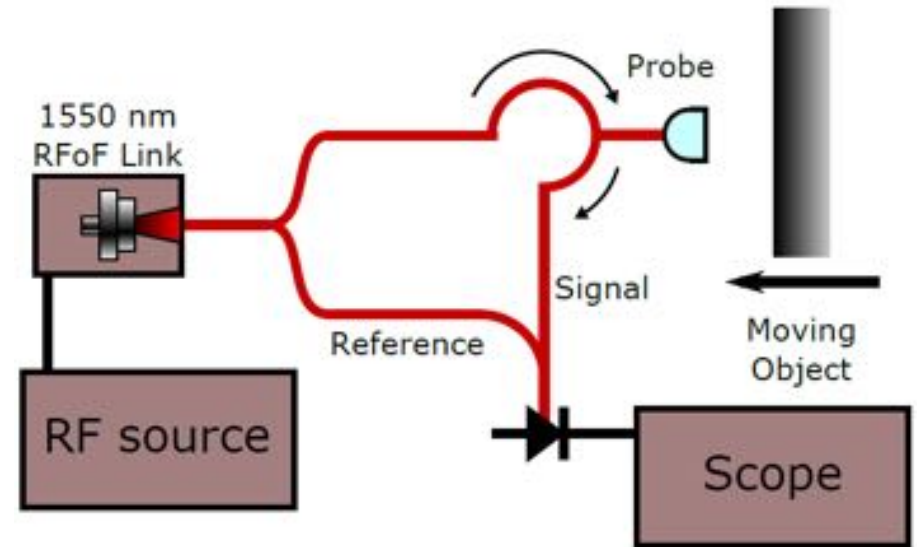 Probe
1550 nm
RFoF Link
Signal
Reference
Moving
Object
RF source
Scope